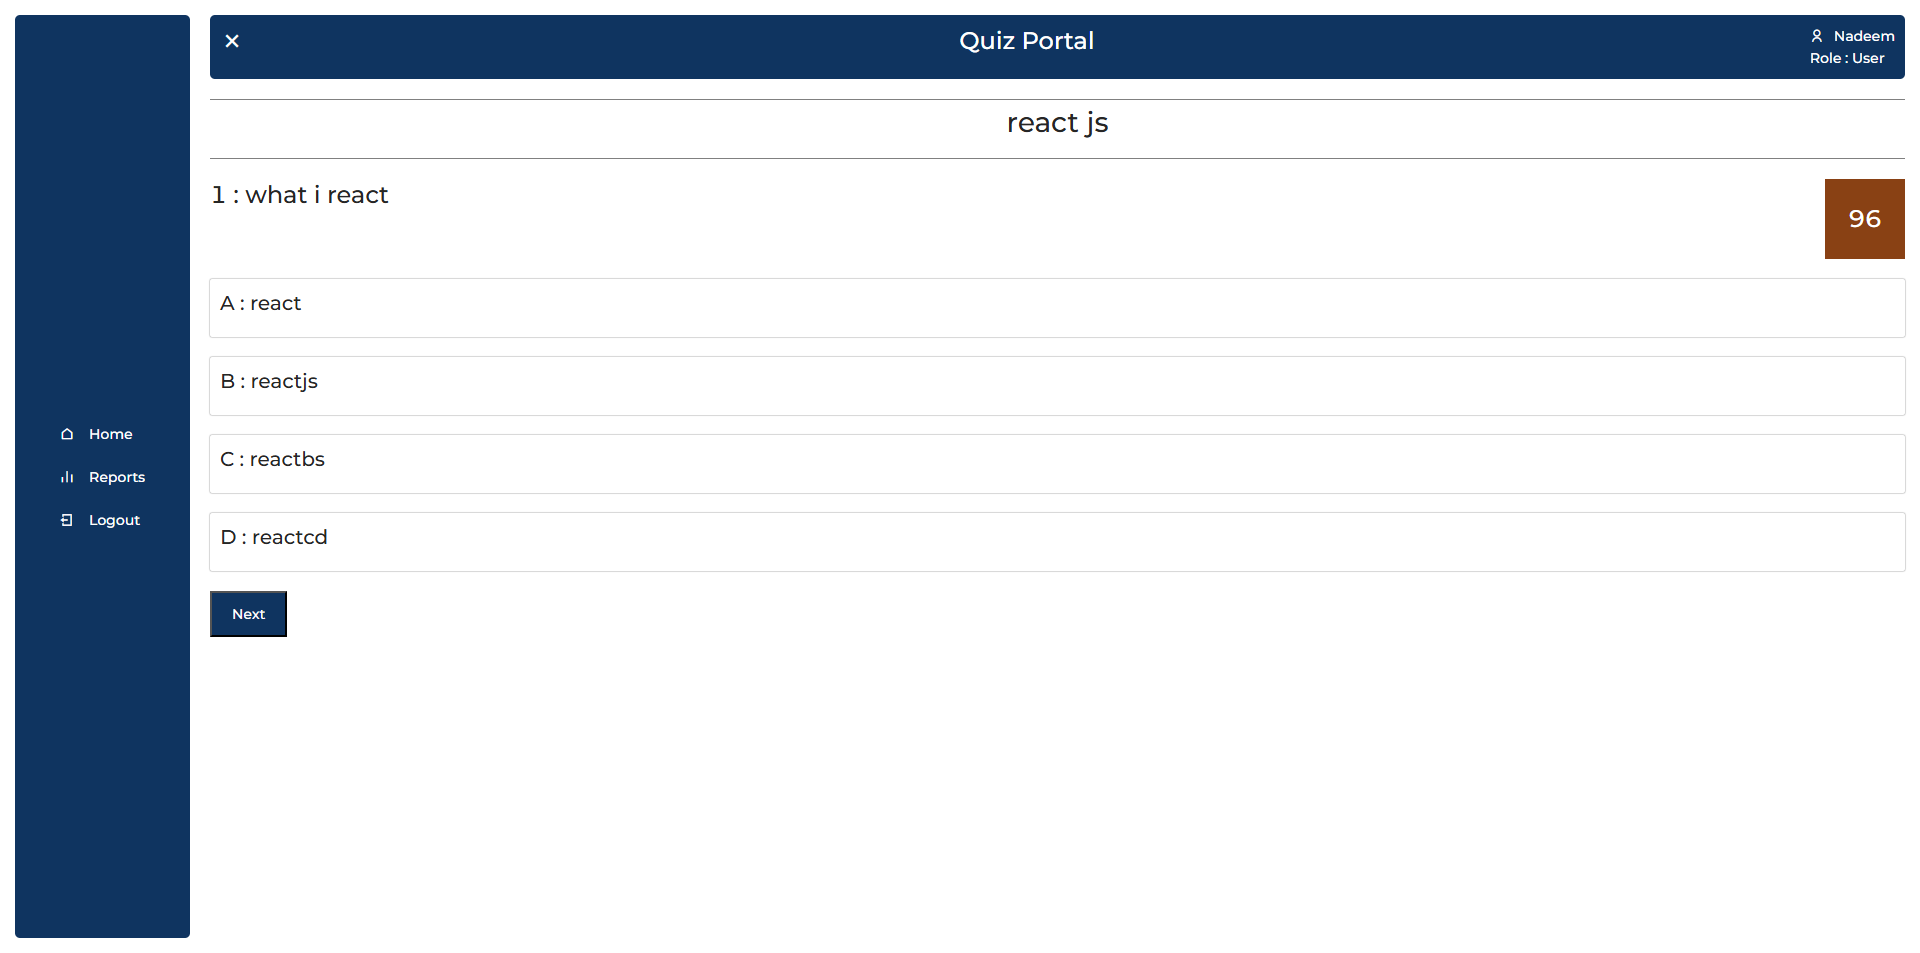 Quiz Portal
Nadeem
Role : User
react js
1 : what i react
96
A : react
B : reactjs
C : reactbs
D : reactcd
Next
Home
Reports
Logout